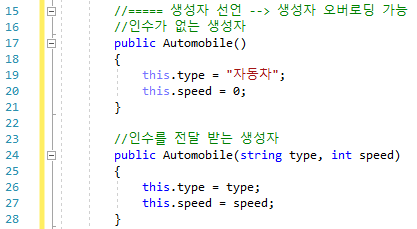 15 //===== 생성자 선언 --> 생성자 오버로딩 가능
16 //인수가 없는 생성자
17 public Automobile()
18 {
19 this.type = "자동차";
20 this.speed = 0;
21 }
22
23 //인수를 전달 받는 생성자
24 public Automobile(string type, int speed)
25 {
26 this.type = type;
27 this.speed = speed;
28 }